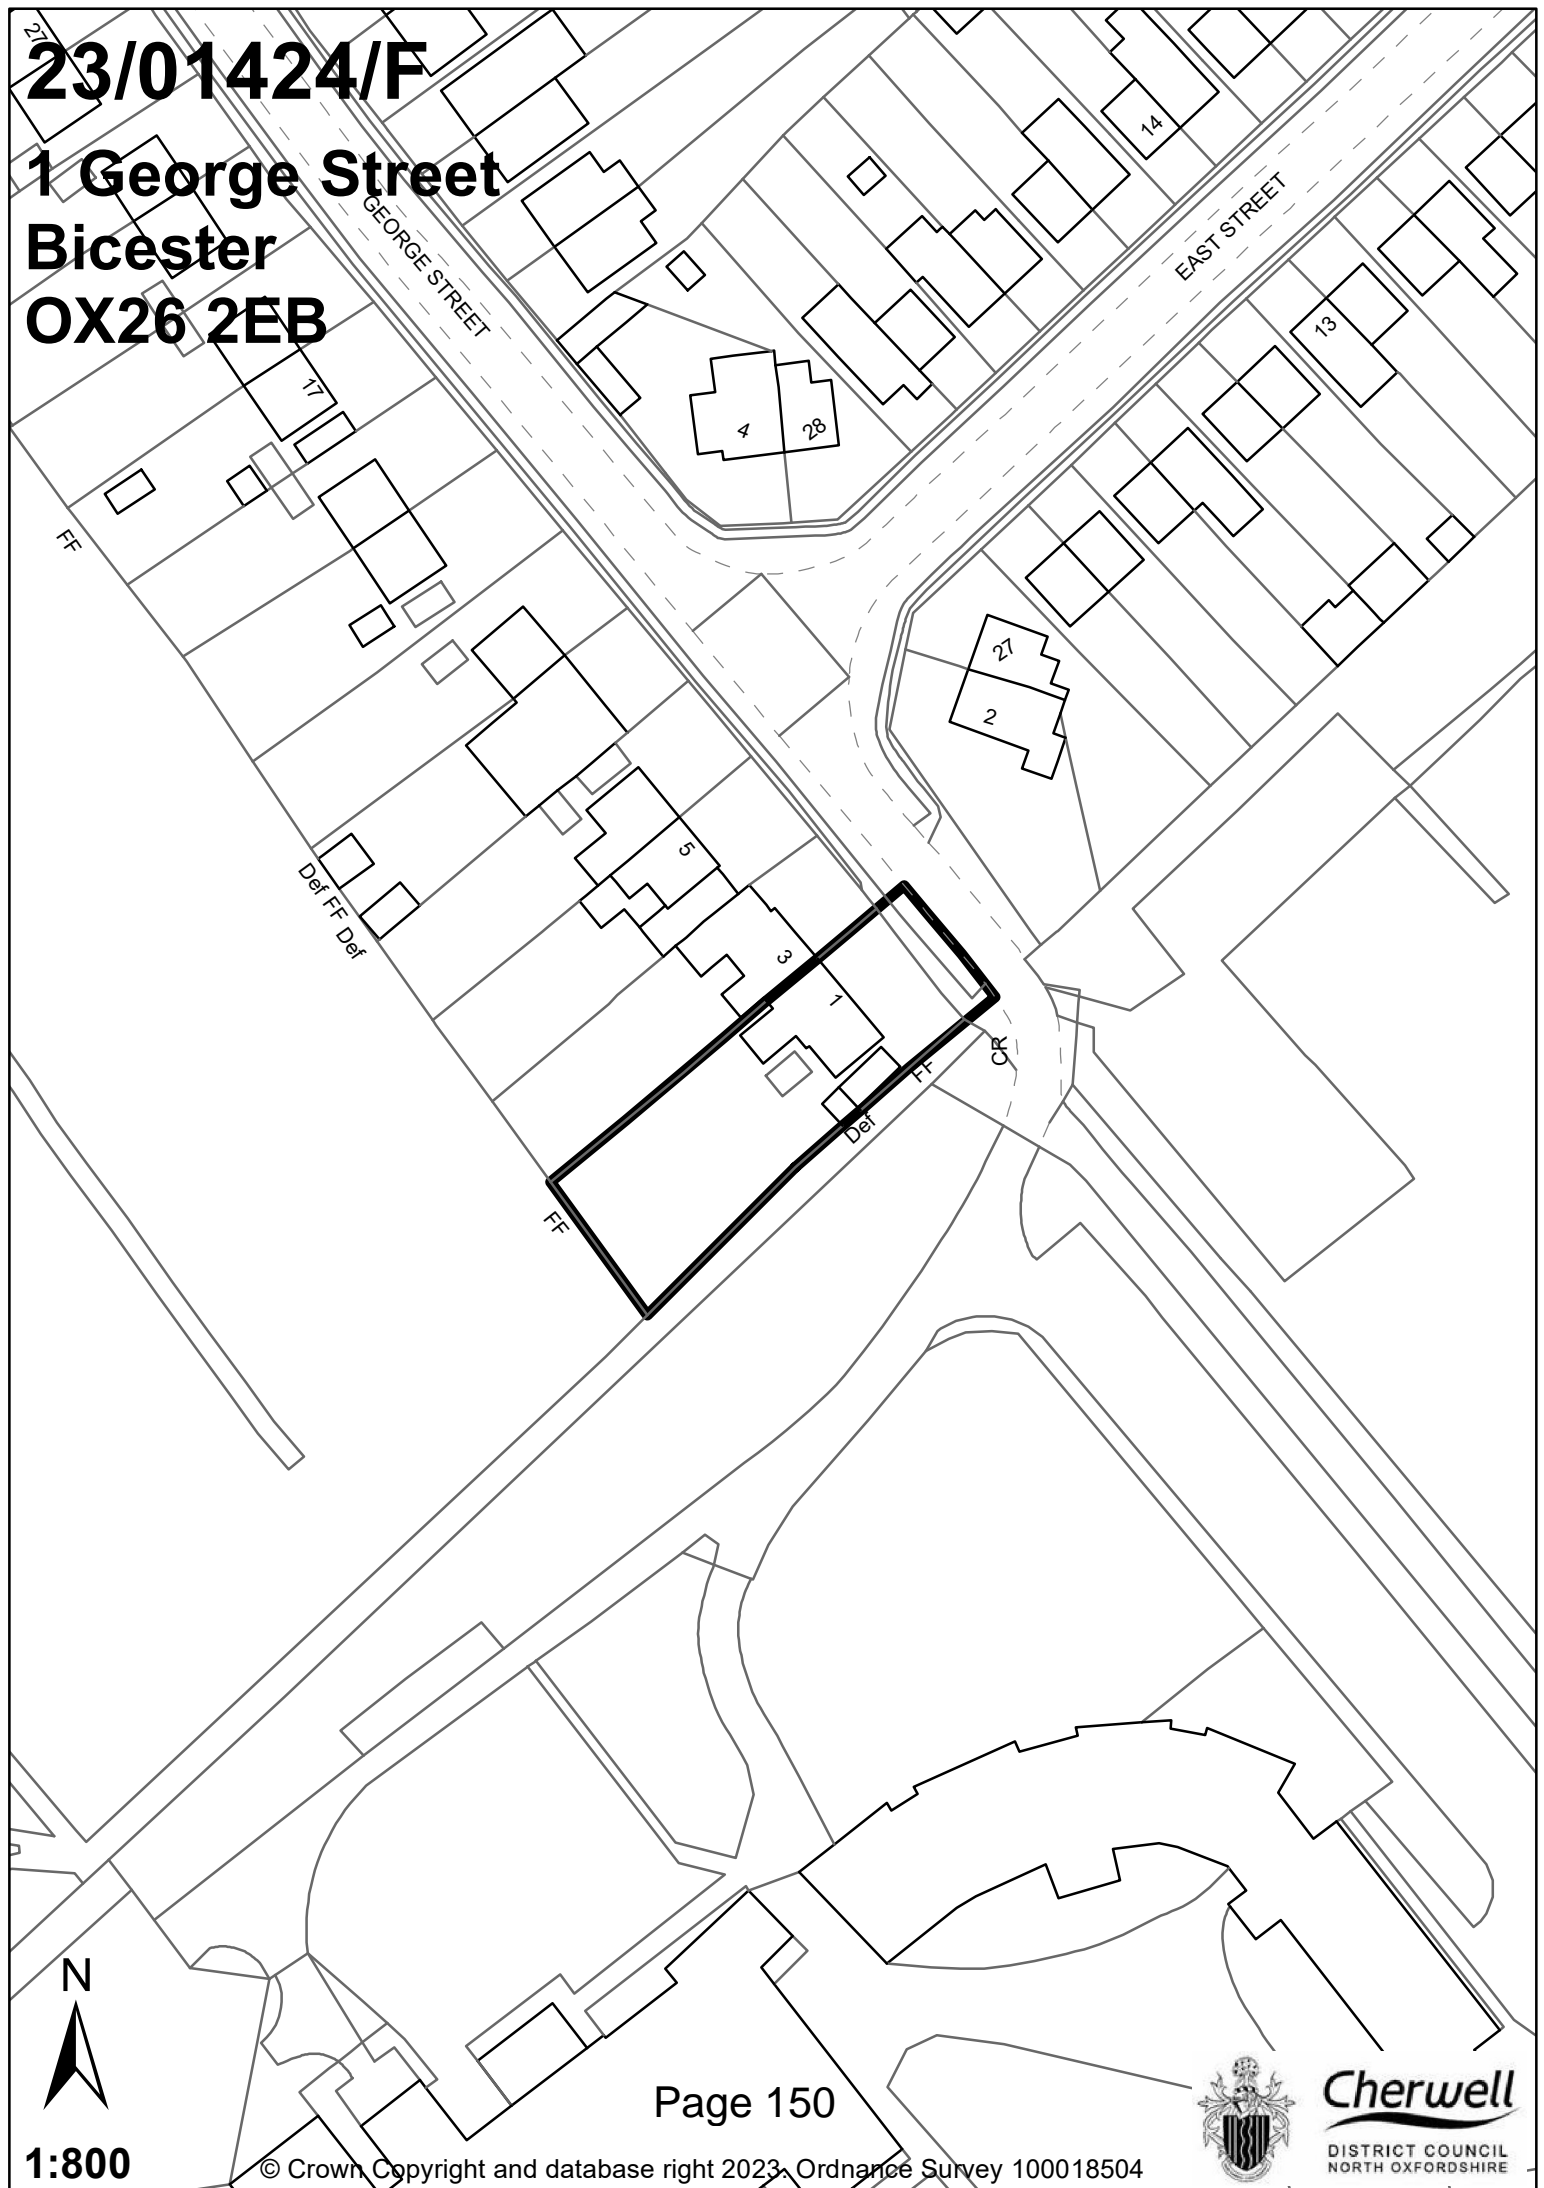 27
23/01424/F
1 George Street
Bicester
OX26 2EB
GEORGE STREET
EAST STREET
14
13
17
4
28
FF
27
2
5
Def FF Def
3
1
CR
FF
Def
FF
N
1:800
Page 150
© Crown Copyright and database right 2023. Ordnance Survey 100018504
Cherwell
DISTRICT COUNCIL
NORTH OXFORDSHIRE